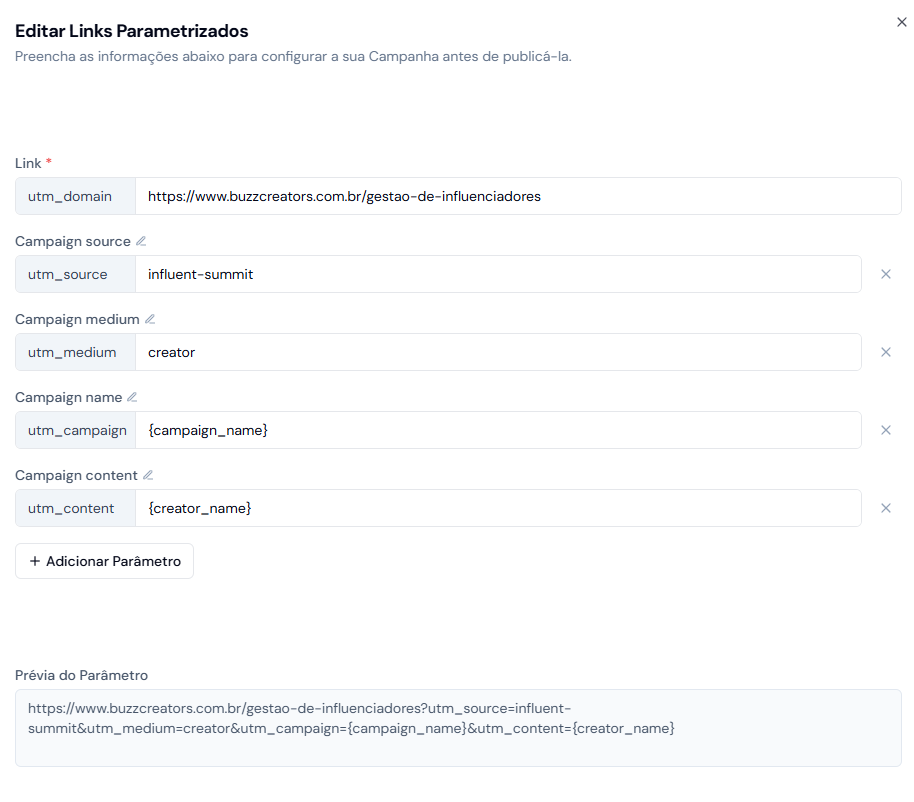 Editar Links Parametrizados
Preencha as informações abaixo para configurar a sua Campanha antes de publicá-la.
Link *
utm_domain https://www.buzzcreators.com.br/gestao-de-influenciadores
Campaign source
utm_source influent-summit
Campaign medium
utm_medium creator
Campaign name
utm_campaign {campaign_name}
Campaign content
utm_content {creator_name}
+ Adicionar Parâmetro
Prévia do Parâmetro
https://www.buzzcreators.com.br/gestao-de-influenciadores?utm_source=influent-
summit&utm_medium=creator&utm_campaign={campaign_name}&utm_content={creator_name}